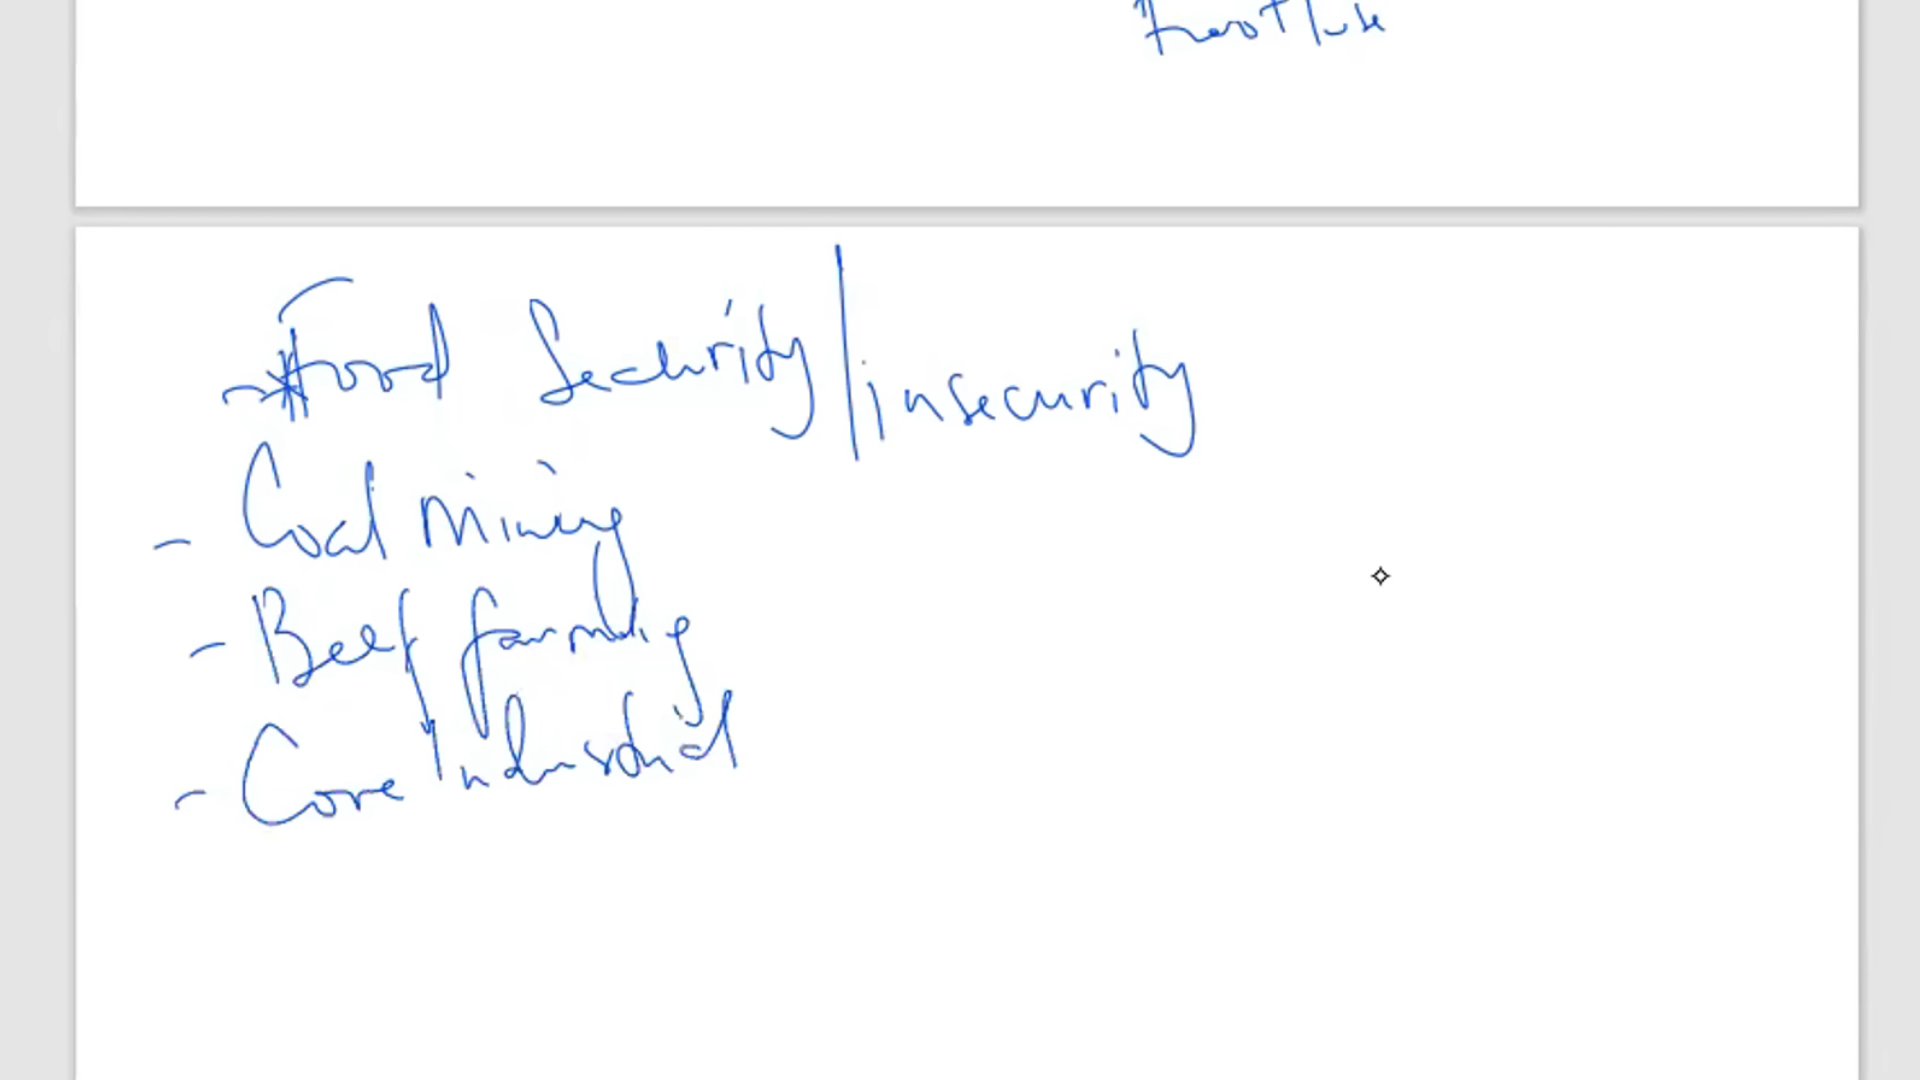 - Food Security/insecurity
- Coal mining
- Beef farming
- Core Industrial